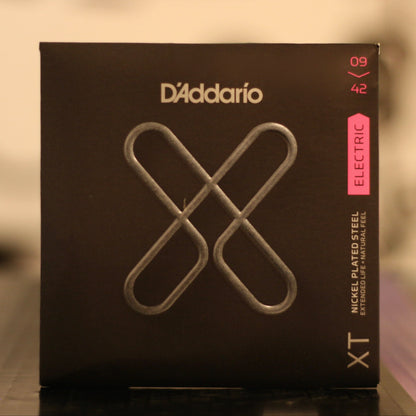 D'Addario
09
42
ELECTRIC
NICKEL PLATED STEEL
EXTENDED LIFE • NATURAL FEEL
XT